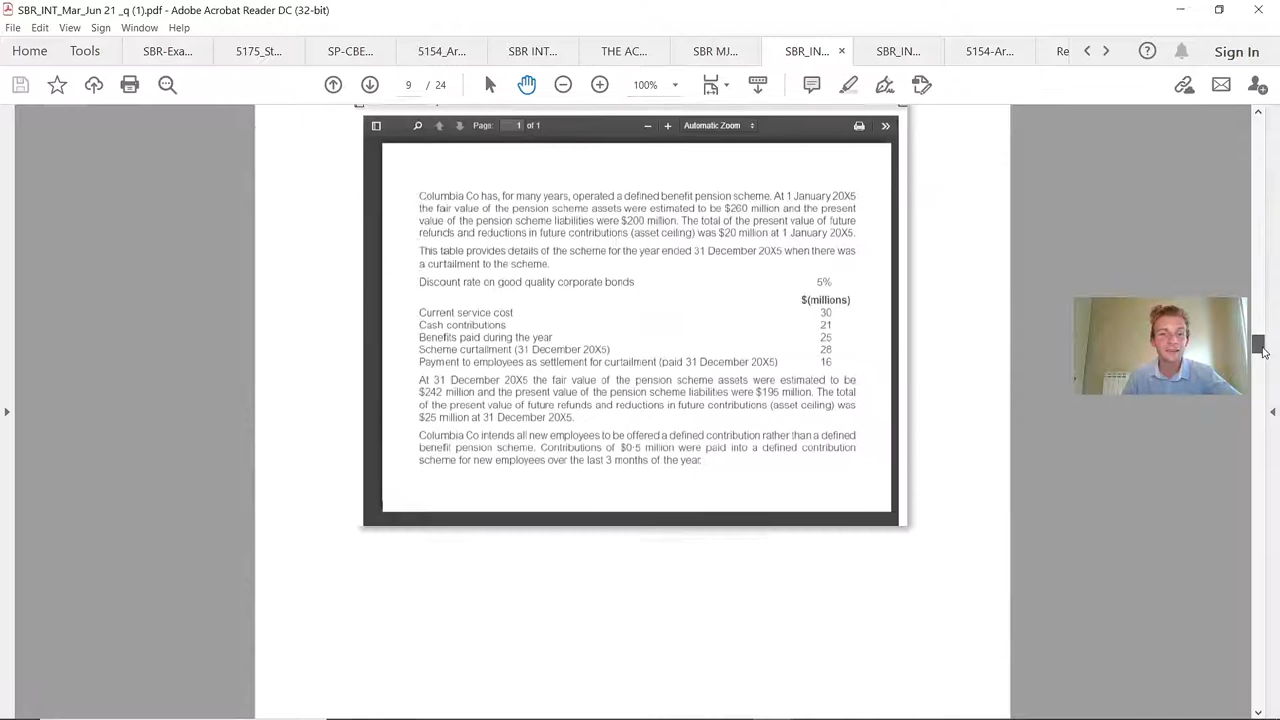 SBR_INT_Mar_Jun 21 _q (1).pdf - Adobe Acrobat Reader DC (32-bit)
File Edit View Sign Window Help
Home Tools SBR-Exa... 5175_St... SP-CBE... 5154_Ar... SBR INT... THE AC... SBR MJ... SBR_IN... × SBR_IN... 5154-Ar... Re Sign In
9 / 24 100%
Page: 1 of 1 Automatic Zoom
Columbia Co has, for many years, operated a defined benefit pension scheme. At 1 January 20X5
the fair value of the pension scheme assets were estimated to be $260 million and the present
value of the pension scheme liabilities were $200 million. The total of the present value of future
refunds and reductions in future contributions (asset ceiling) was $20 million at 1 January 20X5.
This table provides details of the scheme for the year ended 31 December 20X5 when there was
a curtailment to the scheme.
Discount rate on good quality corporate bonds 5%
$(millions)
Current service cost 30
Cash contributions 21
Benefits paid during the year 25
Scheme curtailment (31 December 20X5) 28
Payment to employees as settlement for curtailment (paid 31 December 20X5) 16
At 31 December 20X5 the fair value of the pension scheme assets were estimated to be
$242 million and the present value of the pension scheme liabilities were $195 million. The total
of the present value of future refunds and reductions in future contributions (asset ceiling) was
$25 million at 31 December 20X5.
Columbia Co intends all new employees to be offered a defined contribution rather than a defined
benefit pension scheme. Contributions of $0·5 million were paid into a defined contribution
scheme for new employees over the last 3 months of the year.